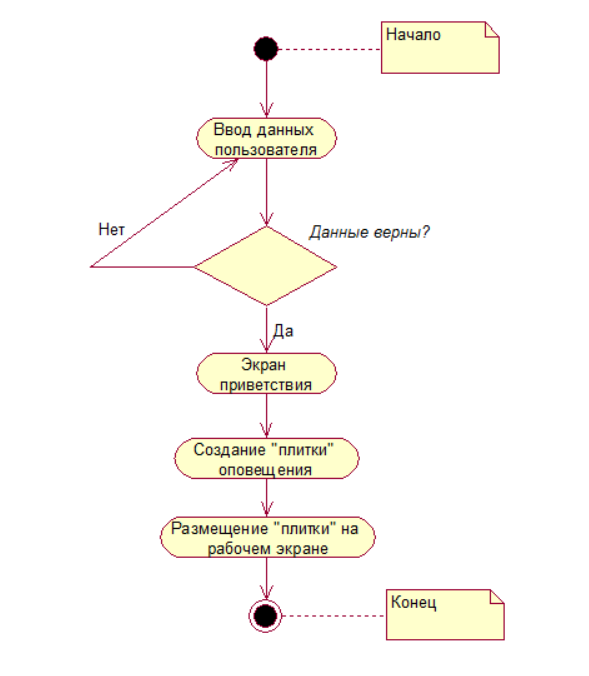 Начало
Ввод данных
пользователя
Нет
Данные верны?
Да
Экран
приветствия
Создание "плитки"
оповещения
Размещение "плитки" на
рабочем экране
Конец